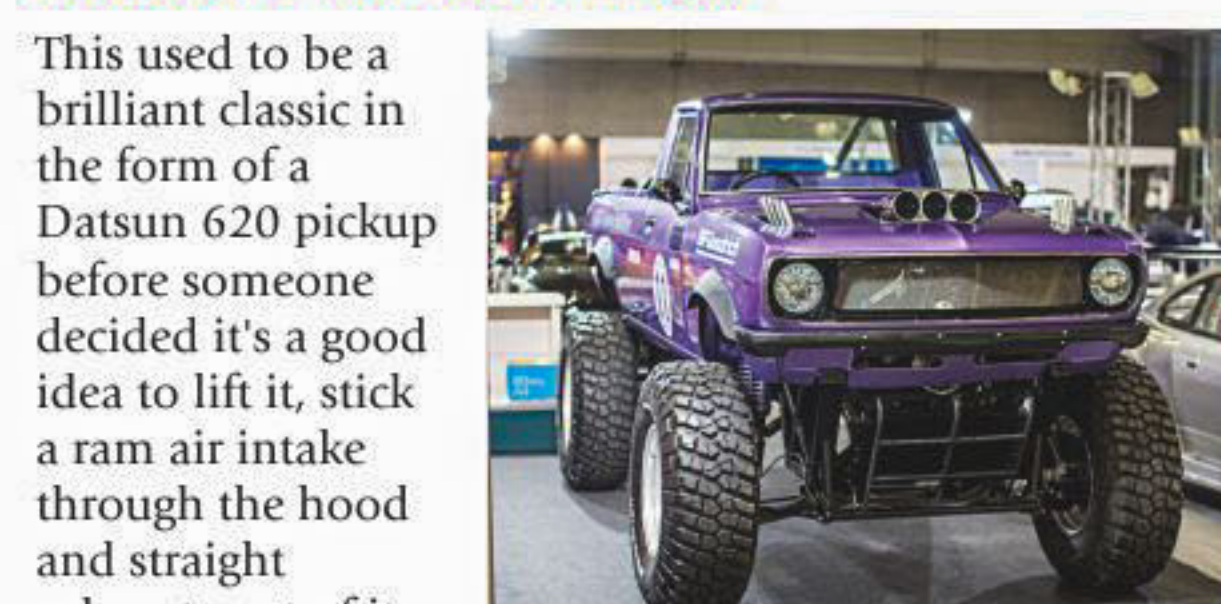 This used to be a
brilliant classic in
the form of a
Datsun 620 pickup
before someone
decided it's a good
idea to lift it, stick
a ram air intake
through the hood
and straight